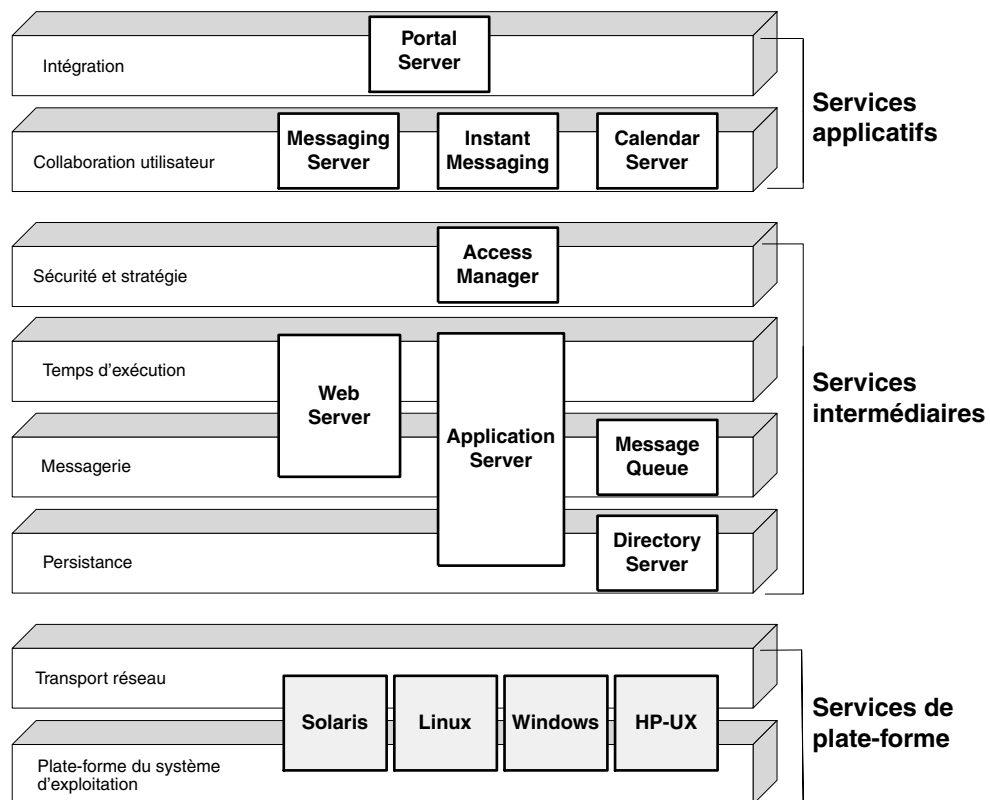 Portal
Server
Intégration
Services
applicatifs
Messaging
Server
Instant
Messaging
Calendar
Server
Collaboration utilisateur
Access
Manager
Sécurité et stratégie
Temps d'exécution
Web
Server
Services
intermédiaires
Application
Server
Message
Queue
Messagerie
Directory
Server
Persistance
Transport réseau
Solaris
Linux
Windows
HP-UX
Services de
plate-forme
Plate-forme du système
d'exploitation